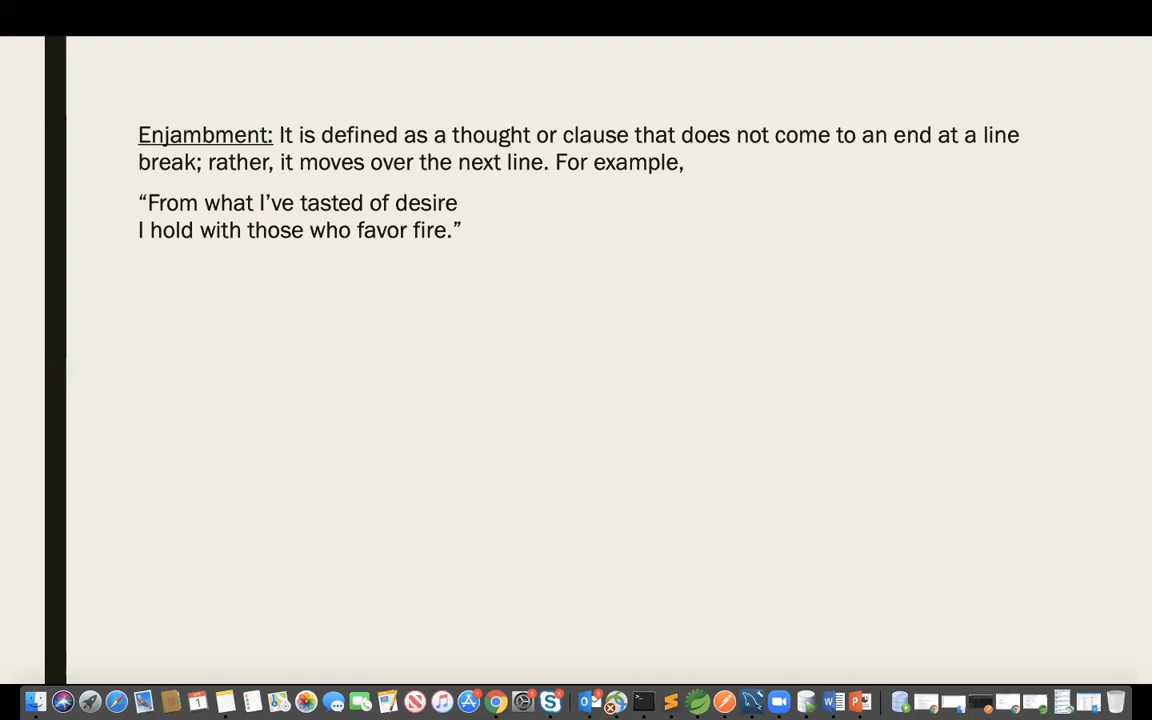 Enjambment: It is defined as a thought or clause that does not come to an end at a line
break; rather, it moves over the next line. For example,
“From what I’ve tasted of desire
I hold with those who favor fire.”